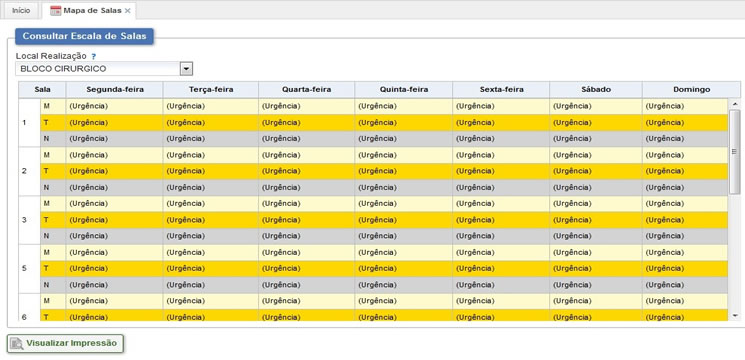 Início Mapa de Salas
Consultar Escala de Salas
Local Realização ?
BLOCO CIRURGICO
Sala Segunda-feira Terça-feira Quarta-feira Quinta-feira Sexta-feira Sábado Domingo
M (Urgência) (Urgência) (Urgência) (Urgência) (Urgência) (Urgência) (Urgência)
1 T (Urgência) (Urgência) (Urgência) (Urgência) (Urgência) (Urgência) (Urgência)
N (Urgência) (Urgência) (Urgência) (Urgência) (Urgência) (Urgência) (Urgência)
M (Urgência) (Urgência) (Urgência) (Urgência) (Urgência) (Urgência) (Urgência)
2 T (Urgência) (Urgência) (Urgência) (Urgência) (Urgência) (Urgência) (Urgência)
N (Urgência) (Urgência) (Urgência) (Urgência) (Urgência) (Urgência) (Urgência)
M (Urgência) (Urgência) (Urgência) (Urgência) (Urgência) (Urgência) (Urgência)
3 T (Urgência) (Urgência) (Urgência) (Urgência) (Urgência) (Urgência) (Urgência)
N (Urgência) (Urgência) (Urgência) (Urgência) (Urgência) (Urgência) (Urgência)
M (Urgência) (Urgência) (Urgência) (Urgência) (Urgência) (Urgência) (Urgência)
5 T (Urgência) (Urgência) (Urgência) (Urgência) (Urgência) (Urgência) (Urgência)
N (Urgência) (Urgência) (Urgência) (Urgência) (Urgência) (Urgência) (Urgência)
M (Urgência) (Urgência) (Urgência) (Urgência) (Urgência) (Urgência) (Urgência)
6 T (Urgência) (Urgência) (Urgência) (Urgência) (Urgência) (Urgência) (Urgência)
Visualizar Impressão